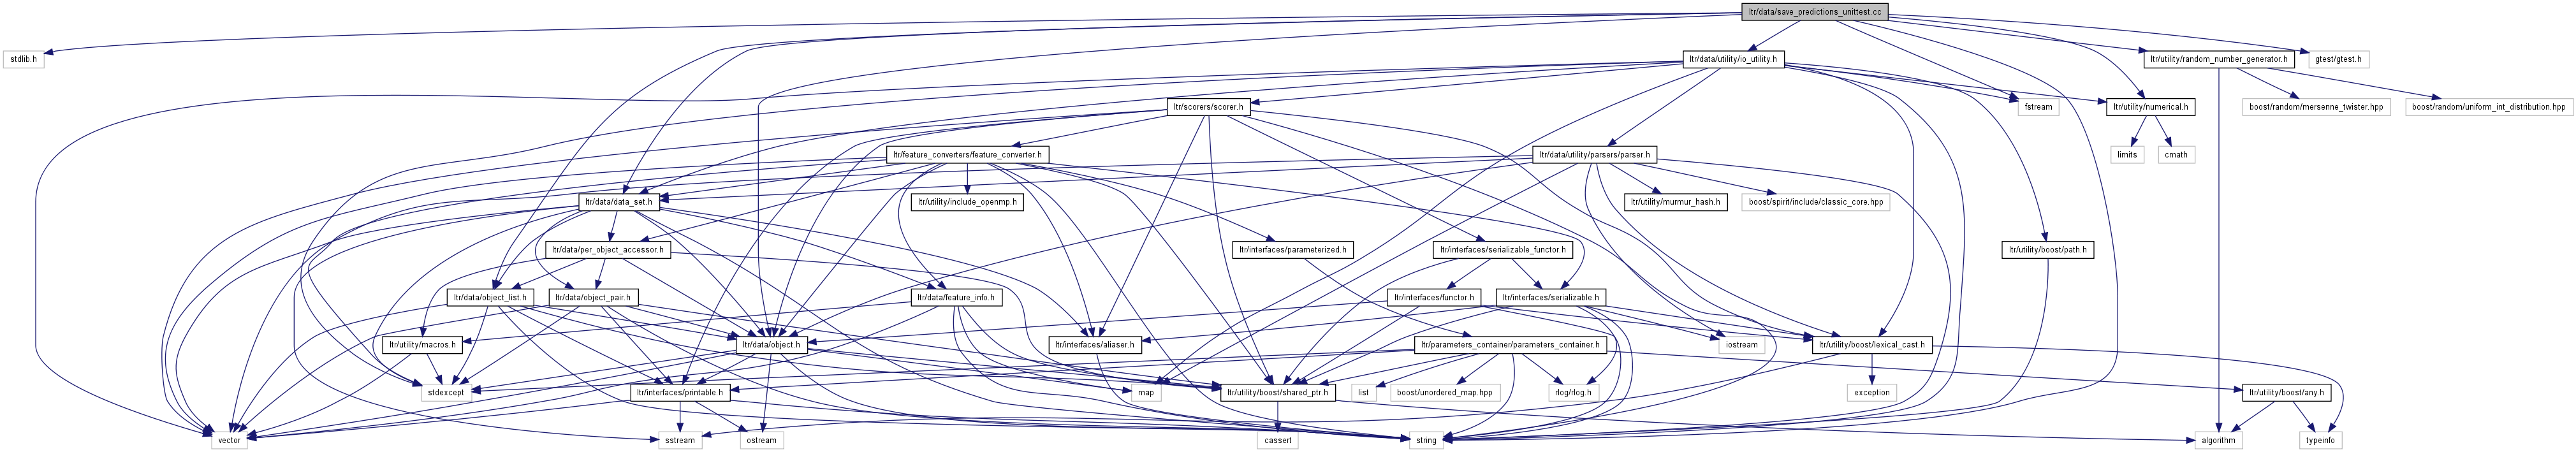 ltr/data/save_predictions_unittest.cc
stdlib.h
ltr/data/utility/io_utility.h
ltr/utility/random_number_generator.h
gtest/gtest.h
ltr/scorers/scorer.h
fstream
ltr/utility/numerical.h
boost/random/mersenne_twister.hpp
boost/random/uniform_int_distribution.hpp
ltr/feature_converters/feature_converter.h
ltr/data/utility/parsers/parser.h
limits
cmath
ltr/data/data_set.h
ltr/utility/include_openmp.h
ltr/utility/murmur_hash.h
boost/spirit/include/classic_core.hpp
ltr/data/per_object_accessor.h
ltr/interfaces/parameterized.h
ltr/interfaces/serializable_functor.h
ltr/utility/boost/path.h
ltr/data/object_list.h
ltr/data/object_pair.h
ltr/data/feature_info.h
ltr/interfaces/functor.h
ltr/interfaces/serializable.h
ltr/utility/macros.h
ltr/data/object.h
ltr/interfaces/aliaser.h
ltr/parameters_container/parameters_container.h
iostream
ltr/utility/boost/lexical_cast.h
stdexcept
ltr/interfaces/printable.h
map
ltr/utility/boost/shared_ptr.h
list
boost/unordered_map.hpp
rlog/rlog.h
exception
ltr/utility/boost/any.h
vector
sstream
ostream
cassert
string
algorithm
typeinfo